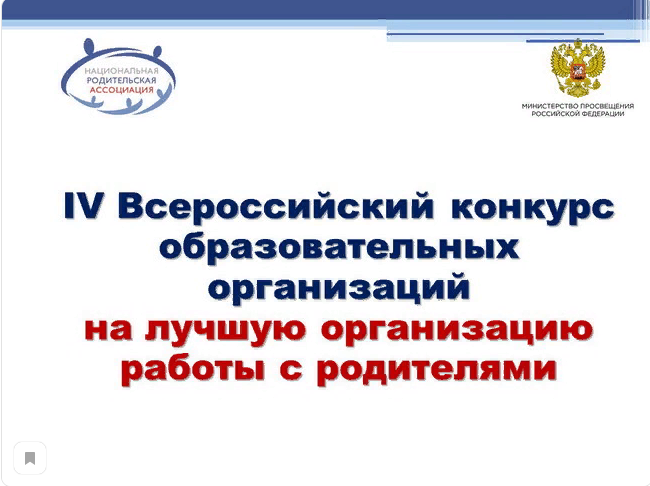 НАЦИОНАЛЬНАЯ
РОДИТЕЛЬСКАЯ
АССОЦИАЦИЯ
МИНИСТЕРСТВО ПРОСВЕЩЕНИЯ
РОССИЙСКОЙ ФЕДЕРАЦИИ
IV Всероссийский конкурс
образовательных
организаций
на лучшую организацию
работы с родителями